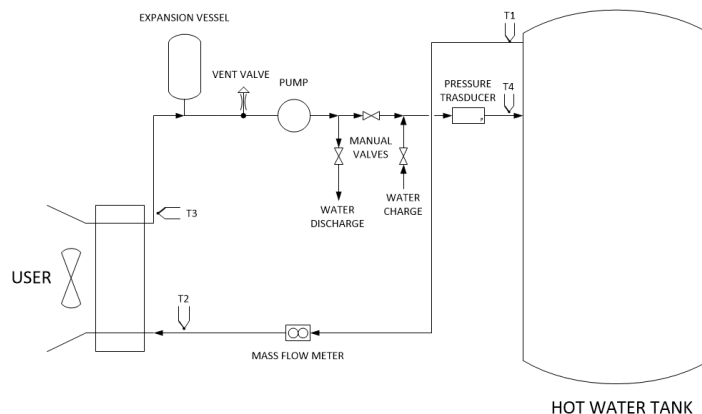 EXPANSION VESSEL
T1
VENT VALVE
PUMP
PRESSURE
TRASDUCER
T4
P
MANUAL
VALVES
WATER
DISCHARGE
WATER
CHARGE
T3
USER
T2
MASS FLOW METER
HOT WATER TANK